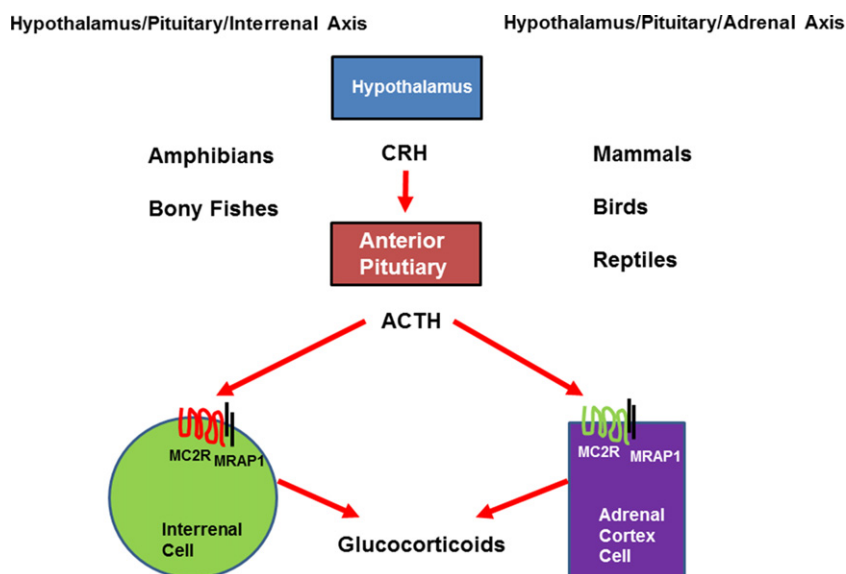 Hypothalamus/Pituitary/Interrenal Axis
Hypothalamus/Pituitary/Adrenal Axis
Hypothalamus
Amphibians
CRH
Mammals
Bony Fishes
Birds
Anterior
Pitutiary
Reptiles
ACTH
MC2R
MRAP1
MC2R
MRAP1
Interrenal
Cell
Glucocorticoids
Adrenal
Cortex
Cell